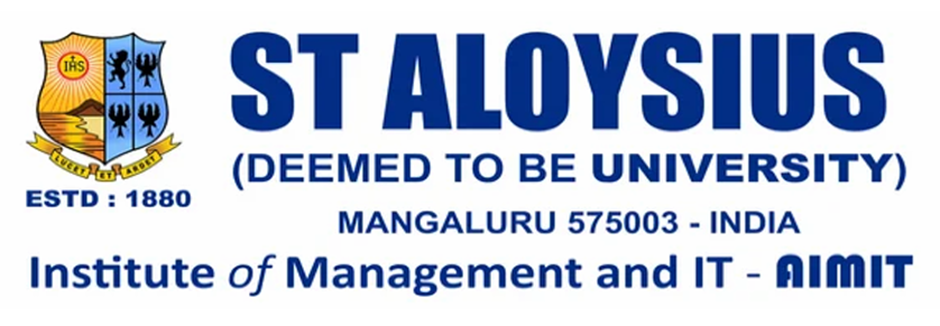 IHS
LUCET ET ARDET
ESTD : 1880
ST ALOYSIUS
(DEEMED TO BE UNIVERSITY)
MANGALURU 575003 - INDIA
Institute of Management and IT - AIMIT